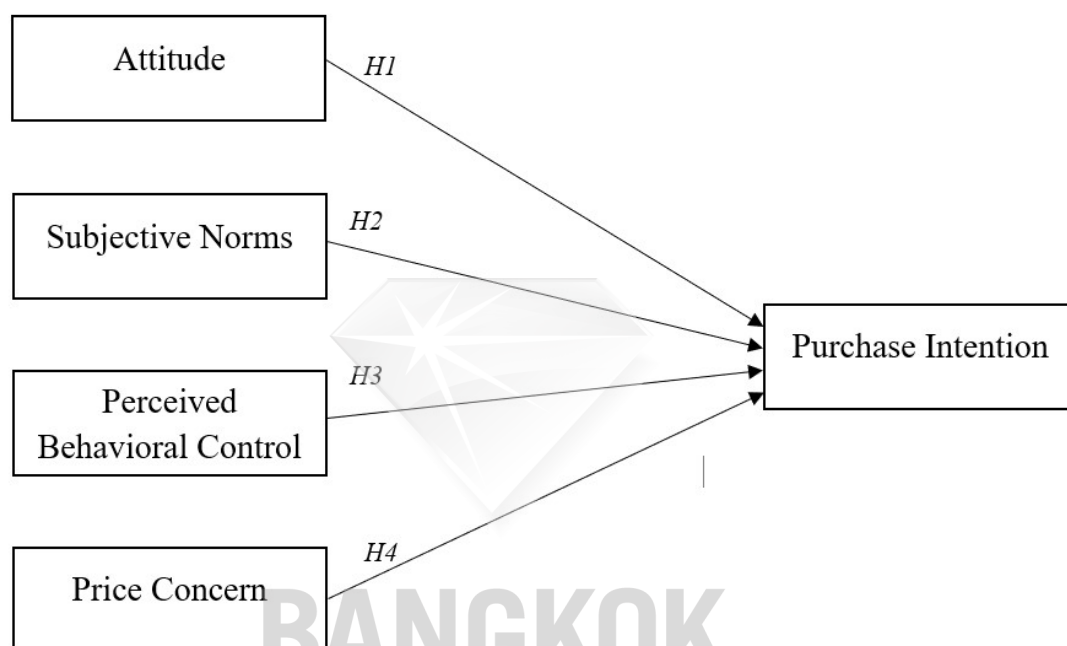 Attitude
H1
Subjective Norms
H2
Purchase Intention
Perceived
Behavioral Control
H3
Price Concern
H4
BANGKOK